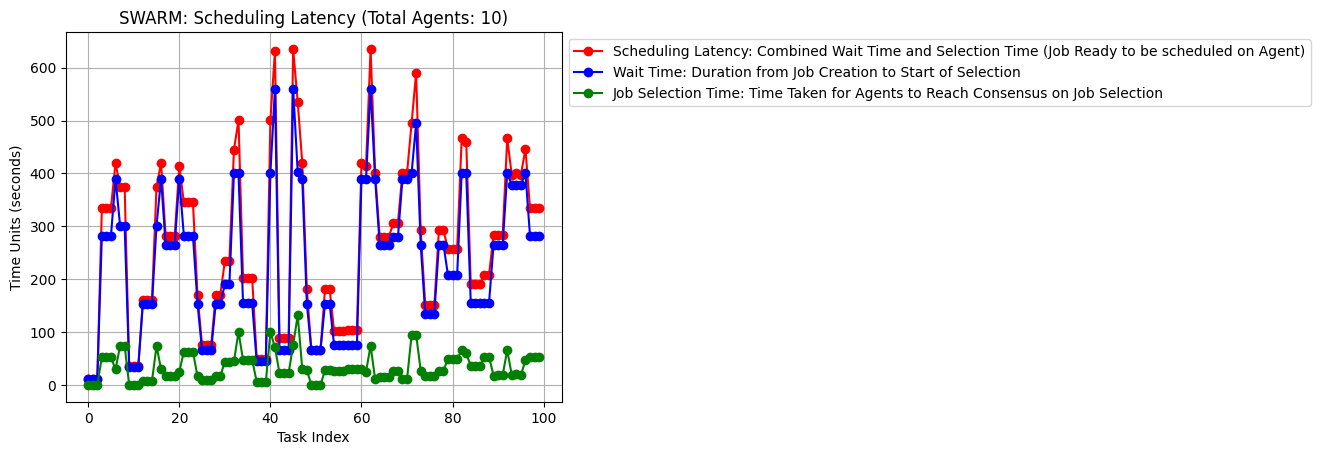 SWARM: Scheduling Latency (Total Agents: 10)
Scheduling Latency: Combined Wait Time and Selection Time (Job Ready to be scheduled on Agent)
Wait Time: Duration from Job Creation to Start of Selection
Job Selection Time: Time Taken for Agents to Reach Consensus on Job Selection
Time Units (seconds)
600
500
400
300
200
100
0
0 20 40 60 80 100
Task Index